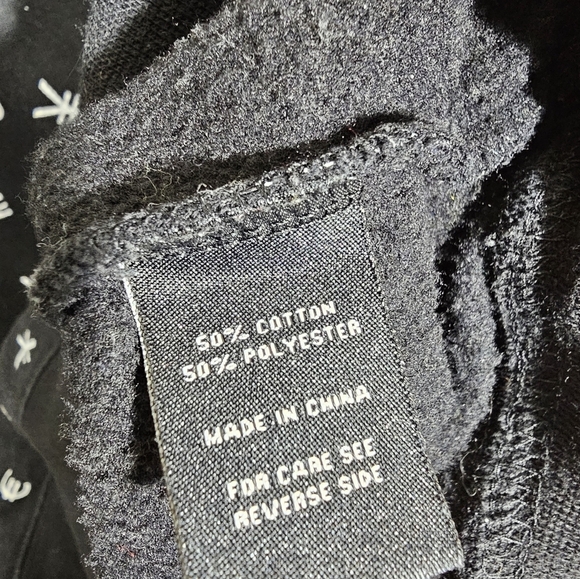 50% COTTON
50% POLYESTER
MADE IN CHINA
FOR CARE SEE
REVERSE SIDE